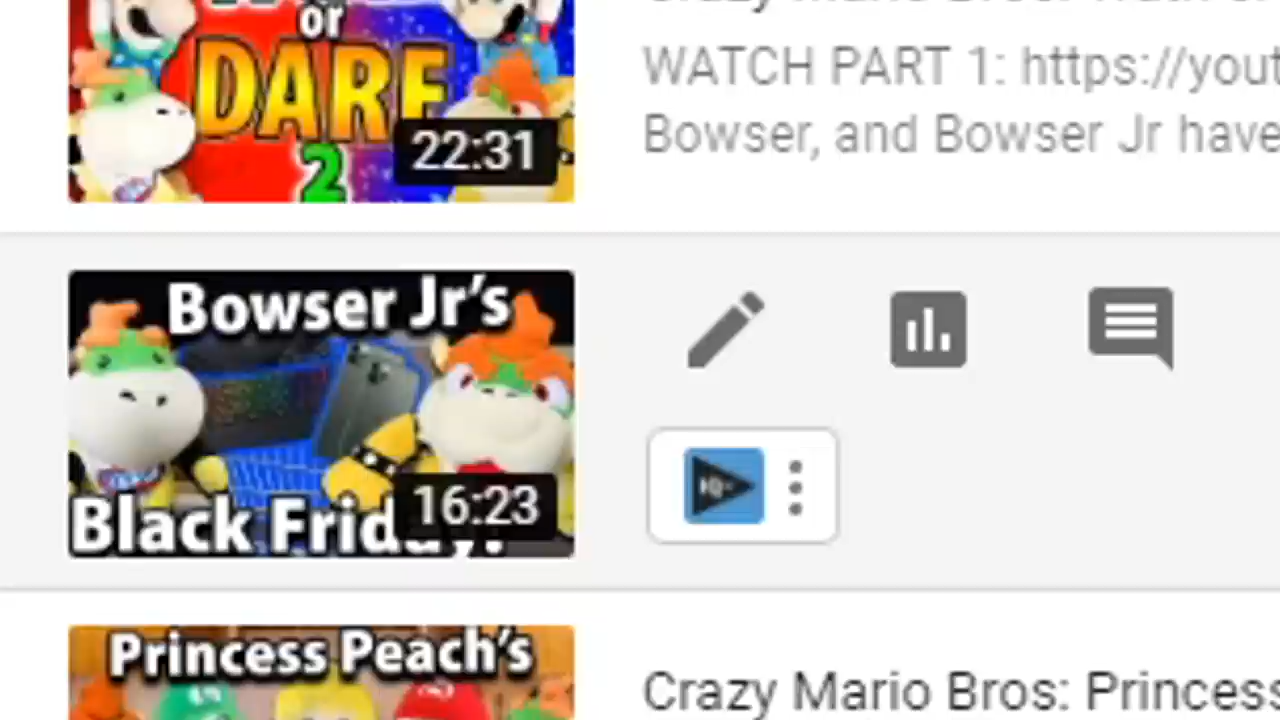 or
DARE
2
22:31
WATCH PART 1: https://yout
Bowser, and Bowser Jr have
Bowser Jr's
Black Friday!
16:23
Princess Peach's
Crazy Mario Bros: Princess